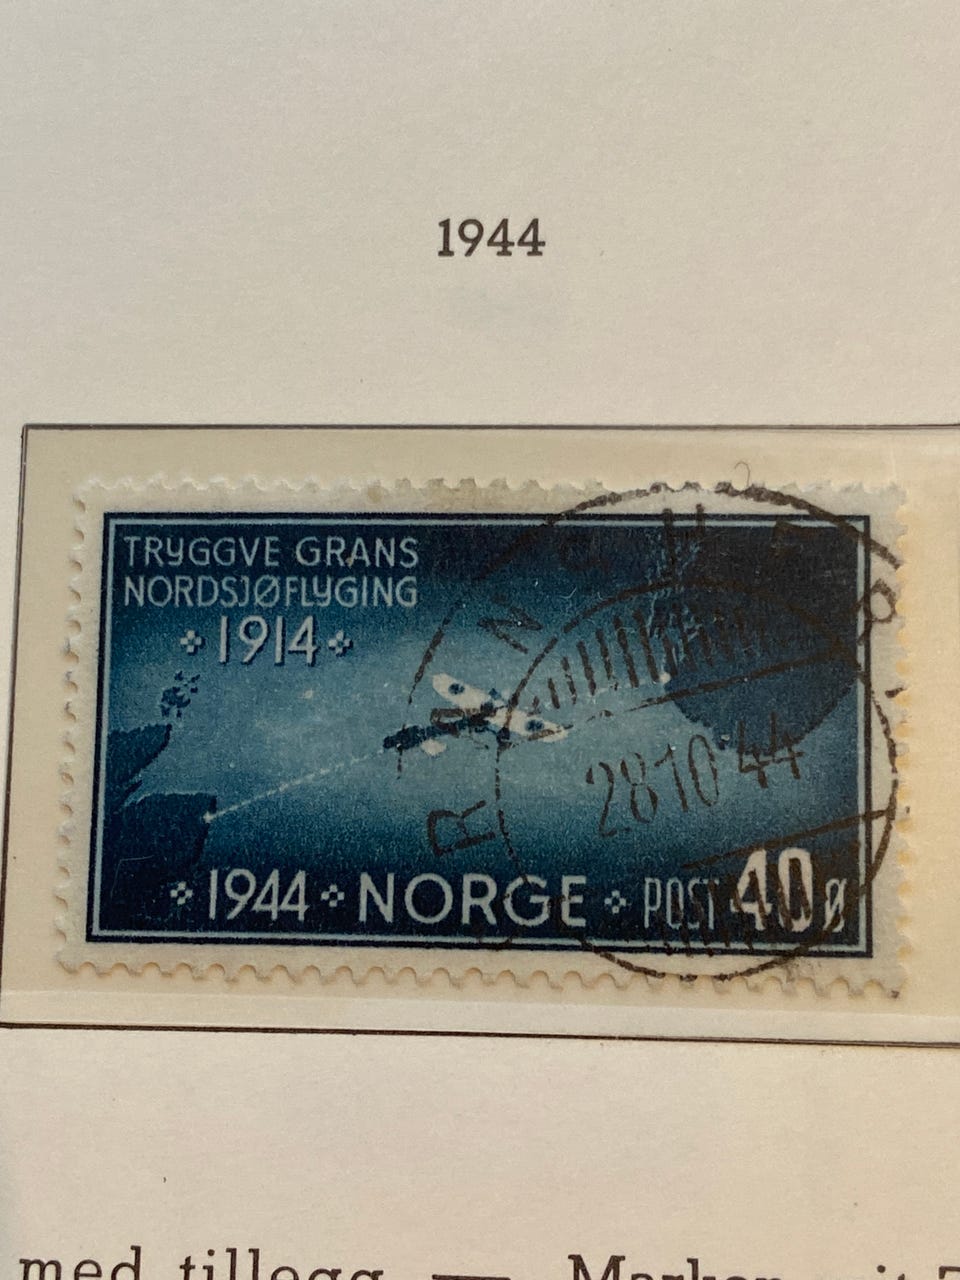 1944
TRYGGVE GRANS
NORDSJØFLYGING
1914
28 10 44
1944 NORGE POST 40 Ø
med tillegg —